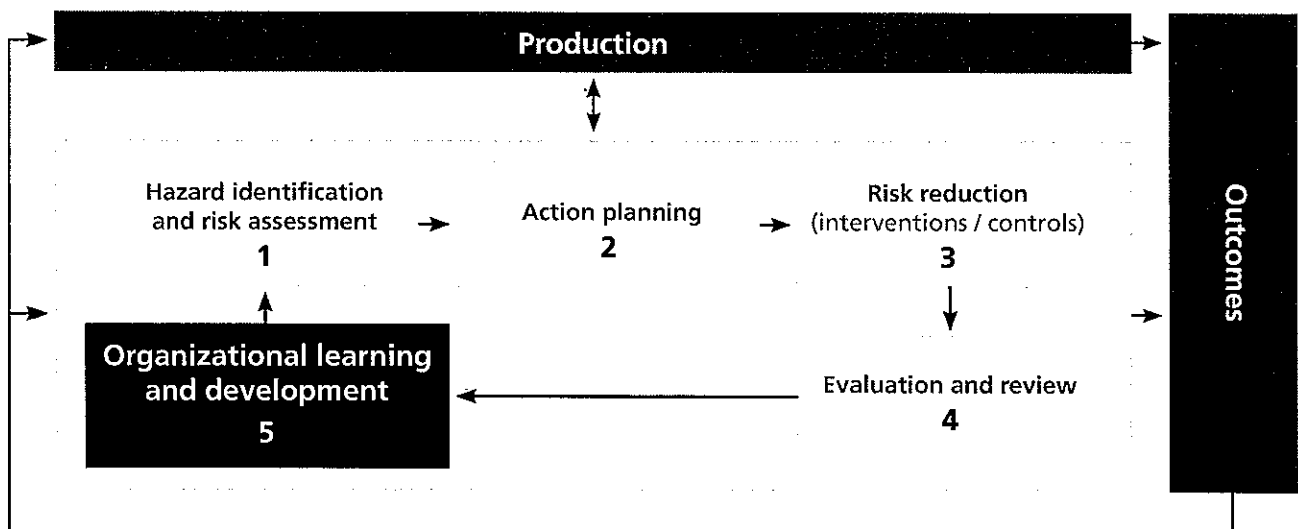 Production
Hazard identification
and risk assessment
1
Action planning
2
Risk reduction
(interventions / controls)
3
Organizational learning
and development
5
Evaluation and review
4
Outcomes